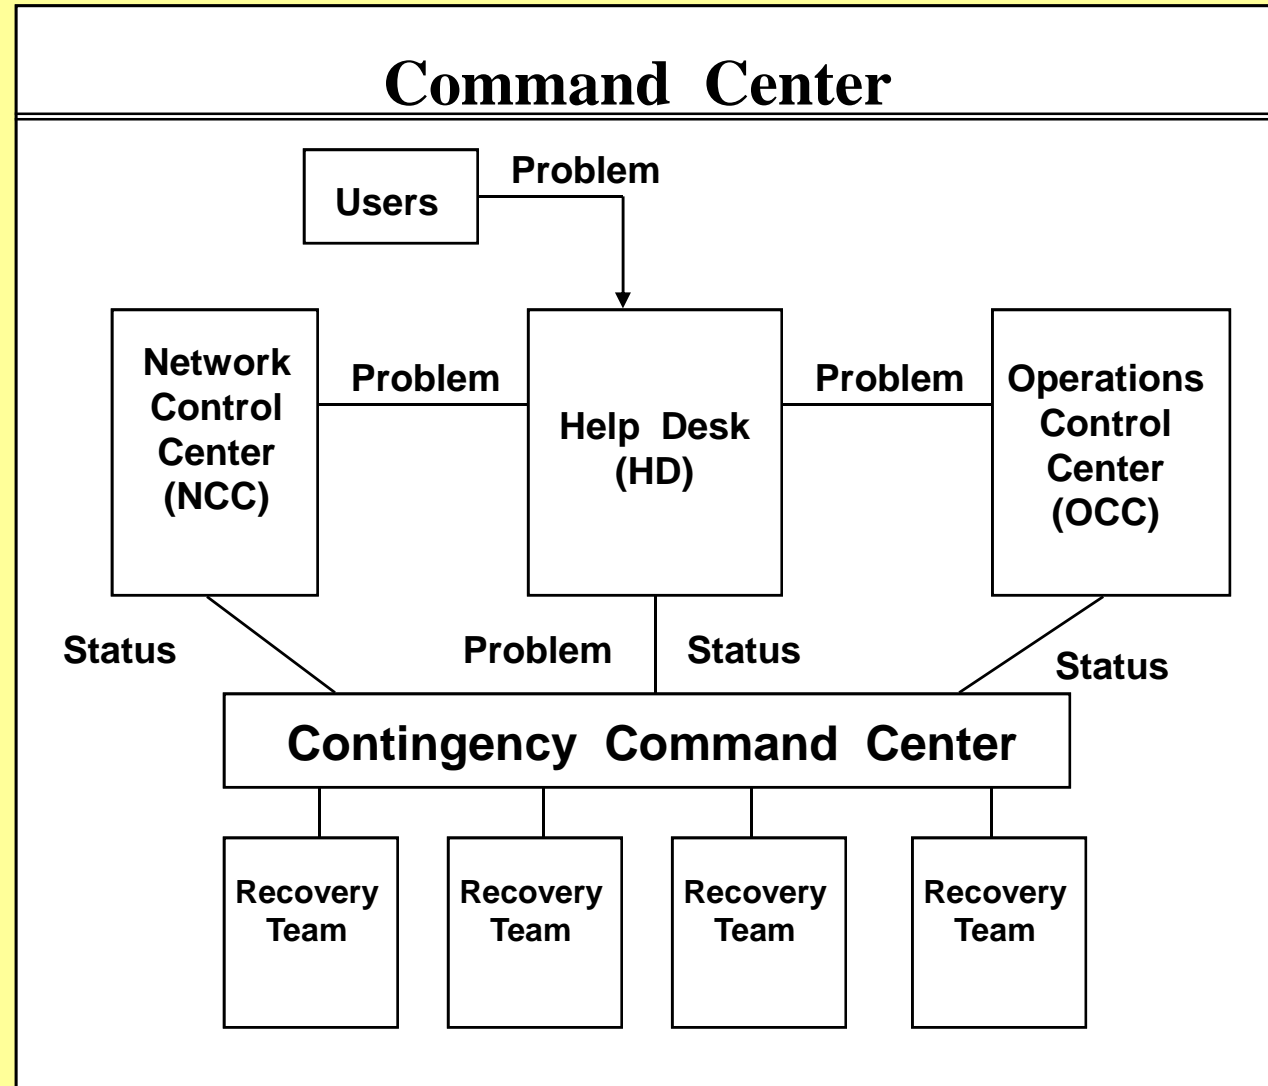 Command Center
Problem
Users
Network
Control
Center
(NCC)
Problem
Help Desk
(HD)
Problem
Operations
Control
Center
(OCC)
Status
Problem
Status
Status
Contingency Command Center
Recovery
Team
Recovery
Team
Recovery
Team
Recovery
Team